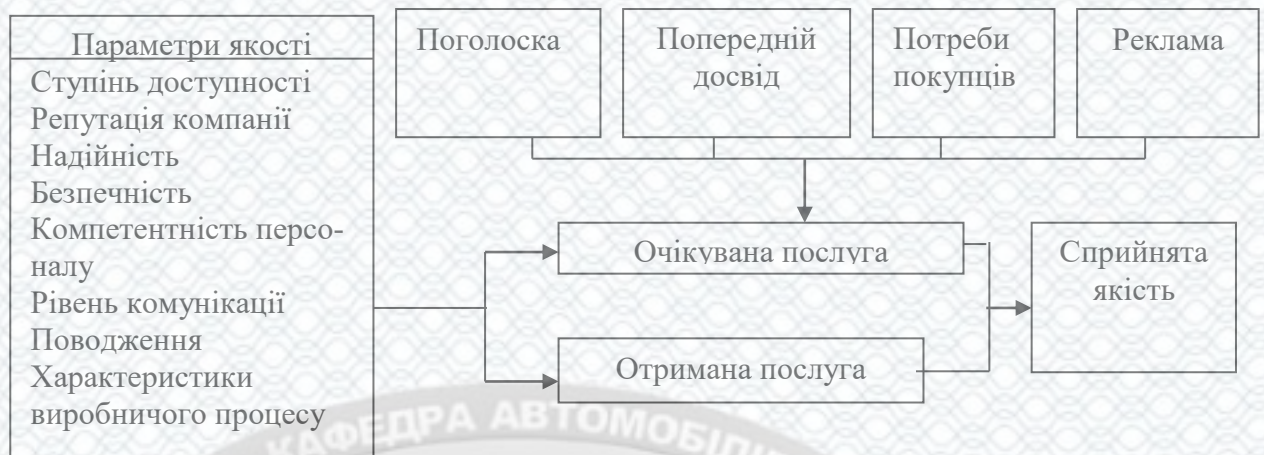 Параметри якості
Ступінь доступності
Репутація компанії
Надійність
Безпечність
Компетентність персо-
налу
Рівень комунікації
Поводження
Характеристики
виробничого процесу
Поголоска
Попередній
досвід
Потреби
покупців
Реклама
Очікувана послуга
Отримана послуга
Сприйнята
якість
КАФЕДРА